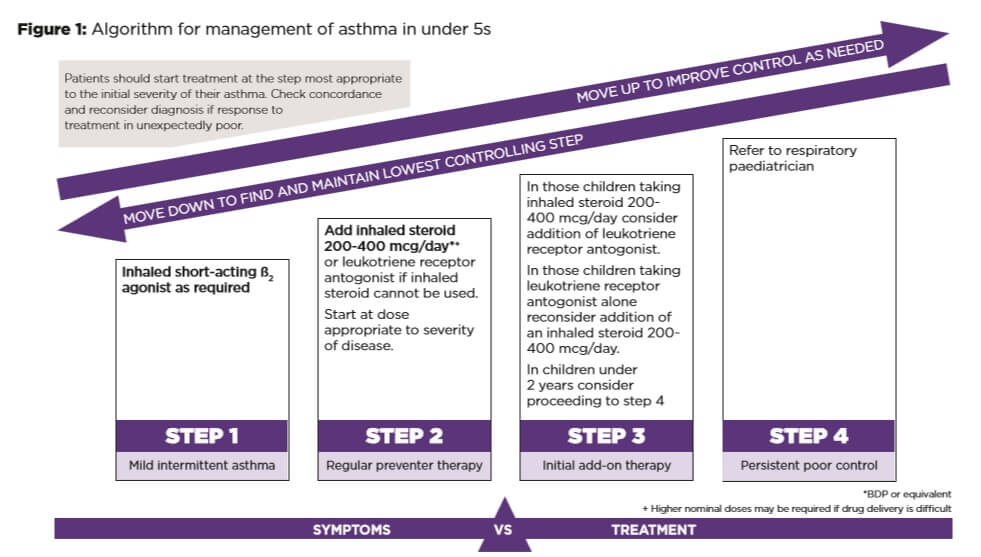 Figure 1: Algorithm for management of asthma in under 5s
Patients should start treatment at the step most appropriate
to the initial severity of their asthma. Check concordance
and reconsider diagnosis if response to
treatment in unexpectedly poor.
MOVE UP TO IMPROVE CONTROL AS NEEDED
MOVE DOWN TO FIND AND MAINTAIN LOWEST CONTROLLING STEP
Inhaled short-acting ß₂
agonist as required
STEP 1
Mild intermittent asthma
Add inhaled steroid
200-400 mcg/day*⁺
or leukotriene receptor
antogonist if inhaled
steroid cannot be used.
Start at dose
appropriate to severity
of disease.
STEP 2
Regular preventer therapy
In those children taking
inhaled steroid 200-
400 mcg/day consider
addition of leukotriene
receptor antogonist.
In those children taking
leukotriene receptor
antogonist alone
reconsider addition of
an inhaled steroid 200-
400 mcg/day.
In children under
2 years consider
proceeding to step 4
STEP 3
Initial add-on therapy
Refer to respiratory
paediatrician
STEP 4
Persistent poor control
*BDP or equivalent
+ Higher nominal doses may be required if drug delivery is difficult
SYMPTOMS VS TREATMENT